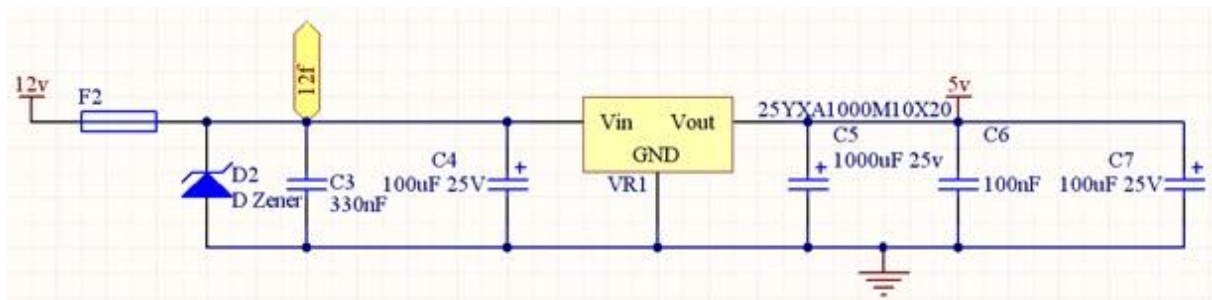 12v
F2
12f
D2
D Zener
C3
330nF
C4
100uF 25V
Vin Vout
GND
VR1
25YXA1000M10X20
C5
1000uF 25v
5v
C6
100nF
C7
100uF 25V